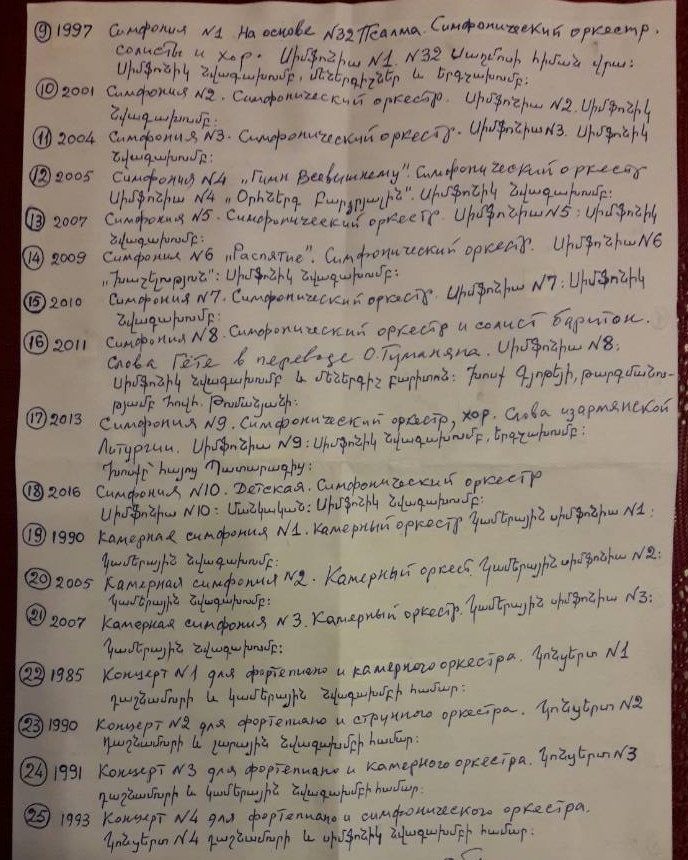 ⑨ 1997 Симфония N1. На основе N32 Псалма. Симфонический оркестр.
солисты и хор. Սիմֆոնիա N1. N32 Սաղմոսի հիման վրա:
Սիմֆոնիկ նվագախումբ, մեներգիչներ և երգչախումբ:
⑩ 2001 Симфония N2. Симфонический оркестр. Սիմֆոնիա N2. Սիմֆոնիկ
նվագախումբ:
⑪ 2004 Симфония N3. Симфонический оркестр. Սիմֆոնիա N3. Սիմֆոնիկ
նվագախումբ:
⑫ 2005 Симфония N4 „Гимн Всевышнему". Симфонический оркестр
Սիմֆոնիա N4 „Օրհներգ Բարձրյալին". Սիմֆոնիկ նվագախումբ:
⑬ 2007 Симфония N5. Симфонический оркестр. Սիմֆոնիա N5: Սիմֆոնիկ
նվագախումբ:
⑭ 2009 Симфония N6 „Распятие". Симфонический оркестр. Սիմֆոնիա N6
„Խաչելություն": Սիմֆոնիկ նվագախումբ:
⑮ 2010 Симфония N7. Симфонический оркестр. Սիմֆոնիա N7: Սիմֆոնիկ
նվագախումբ:
⑯ 2011 Симфония N8. Симфонический оркестр и солист баритон.
Слова Гёте в переводе О.Туманяна. Սիմֆոնիա N8:
Սիմֆոնիկ նվագախումբ և մեներգիչ բարիտոն: Խոսք Գյոթեի, թարգմանու-
թյամբ Հովհ. Թումանյանի:
⑰ 2013 Симфония N9. Симфонический оркестр, хор. Слова из армянской
Литургии. Սիմֆոնիա N9: Սիմֆոնիկ նվագախումբ, երգչախումբ:
Խոսքը հայոց Պատարագից:
⑱ 2016 Симфония N10. Детская. Симфонический оркестр
Սիմֆոնիա N10: Մանկական: Սիմֆոնիկ նվագախումբ:
⑲ 1990 Камерная симфония N1. Камерный оркестр Կամերային սիմֆոնիա N1:
Կամերային նվագախումբ:
⑳ 2005 Камерная симфония N2. Камерный оркест. Կամերային սիմֆոնիա N2:
Կամերային նվագախումբ:
㉑ 2007 Камерная симфония N3. Камерный оркестр. Կամերային սիմֆոնիա N3:
Կամերային նվագախումբ:
㉒ 1985 Концерт N1 для фортепиано и камерного оркестра. Կոնցերտ N1
դաշնամուրի և կամերային նվագախմբի համար:
㉓ 1990 Концерт N2 для фортепиано и струнного оркестра. Կոնցերտ N2
դաշնամուրի և լարային նվագախմբի համար:
㉔ 1991 Концерт N3 для фортепиано и камерного оркестра. Կոնցերտ N3
դաշնամուրի և կամերային նվագախմբի համար:
㉕ 1993 Концерт N4 для фортепиано и симфонического оркестра.
Կոնցերտ N4 դաշնամուրի և սիմֆոնիկ նվագախմբի համար: